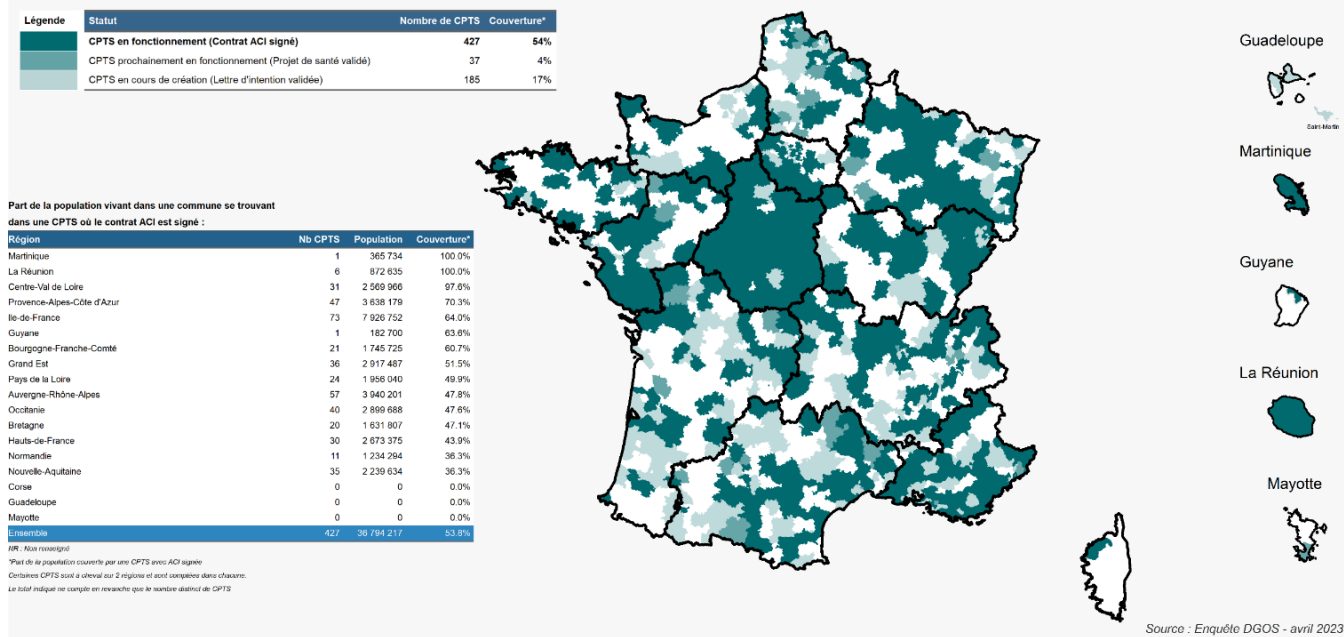 Légende Statut Nombre de CPTS Couverture*
CPTS en fonctionnement (Contrat ACI signé) 427 54%
CPTS prochainement en fonctionnement (Projet de santé validé) 37 4%
CPTS en cours de création (Lettre d'intention validée) 185 17%
Guadeloupe
Saint-Martin
Martinique
Guyane
La Réunion
Mayotte
Part de la population vivant dans une commune se trouvant
dans une CPTS où le contrat ACI est signé :
Région Nb CPTS Population Couverture*
Martinique 1 365 734 100.0%
La Réunion 6 872 635 100.0%
Centre-Val de Loire 31 2 569 966 97.6%
Provence-Alpes-Côte d'Azur 47 3 638 179 70.3%
Ile-de-France 73 7 926 752 64.0%
Guyane 1 182 700 63.6%
Bourgogne-Franche-Comté 21 1 745 725 60.7%
Grand Est 36 2 917 487 51.5%
Pays de la Loire 24 1 956 040 49.9%
Auvergne-Rhône-Alpes 57 3 940 201 47.8%
Occitanie 40 2 899 688 47.6%
Bretagne 20 1 631 807 47.1%
Hauts-de-France 30 2 673 375 43.9%
Normandie 11 1 234 294 36.3%
Nouvelle-Aquitaine 35 2 239 634 36.3%
Corse 0 0 0.0%
Guadeloupe 0 0 0.0%
Mayotte 0 0 0.0%
Ensemble 427 38 794 217 53.8%
NR : Non renseigné
*Part de la population couverte par une CPTS avec ACI signée
Certaines CPTS sont à cheval sur 2 régions et sont comptées dans chacune.
Le total indiqué ne compte en revanche que le nombre distinct de CPTS
Source : Enquête DGOS - avril 2023